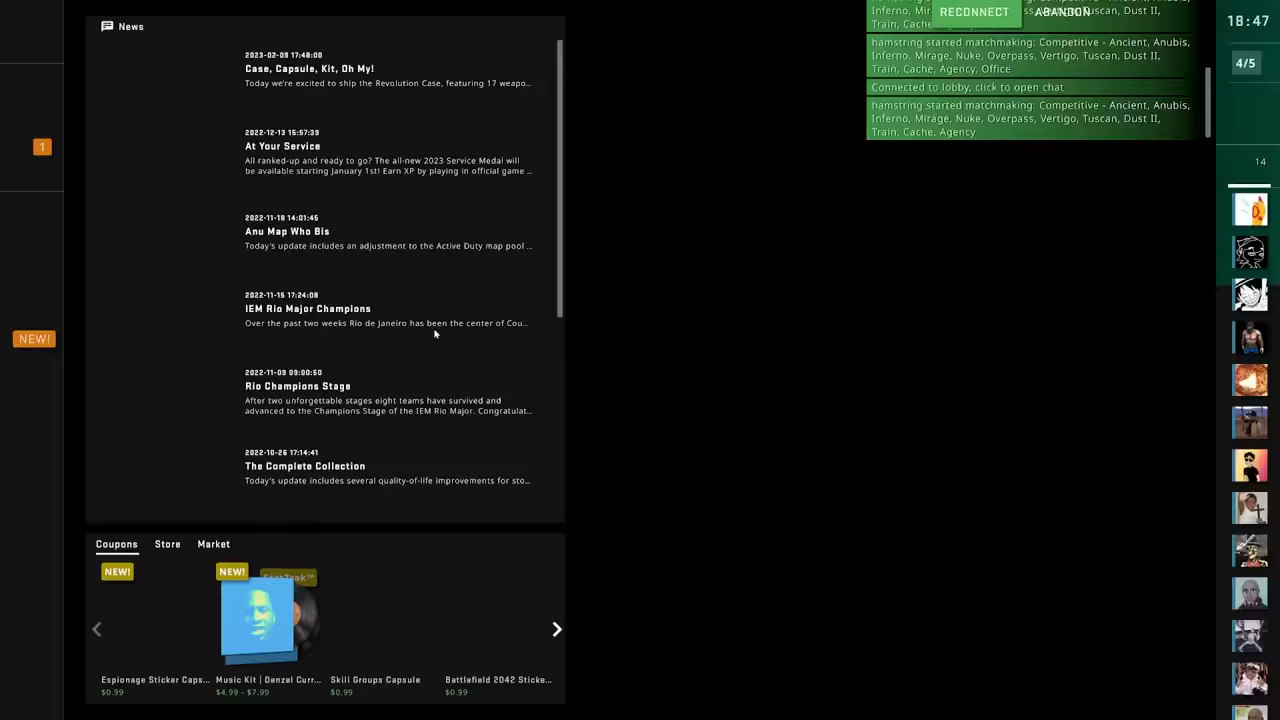 News
2023-02-09 17:48:00
Case, Capsule, Kit, Oh My!
Today we're excited to ship the Revolution Case, featuring 17 weapo...
2022-12-13 15:57:39
At Your Service
All ranked-up and ready to go? The all-new 2023 Service Medal will
be available starting January 1st! Earn XP by playing in official game ...
2022-11-18 14:01:45
Anu Map Who Bis
Today's update includes an adjustment to the Active Duty map pool ...
2022-11-15 17:24:08
IEM Rio Major Champions
Over the past two weeks Rio de Janeiro has been the center of Cou...
2022-11-09 09:00:50
Rio Champions Stage
After two unforgettable stages eight teams have survived and
advanced to the Champions Stage of the IEM Rio Major. Congratulat...
2022-10-26 17:14:41
The Complete Collection
Today's update includes several quality-of-life improvements for sto...
1
NEW!
Coupons Store Market
NEW!
NEW!
Espionage Sticker Caps...
$0.99
Music Kit | Denzel Curr...
$4.99 - $7.99
Skill Groups Capsule
$0.99
Battlefield 2042 Sticke...
$0.99
RECONNECT ABANDON
Inferno, Mirage, Nuke, Overpass, Vertigo, Tuscan, Dust II,
Train, Cache
hamstring started matchmaking: Competitive - Ancient, Anubis,
Inferno, Mirage, Nuke, Overpass, Vertigo, Tuscan, Dust II,
Train, Cache, Agency, Office
Connected to lobby, click to open chat
hamstring started matchmaking: Competitive - Ancient, Anubis,
Inferno, Mirage, Nuke, Overpass, Vertigo, Tuscan, Dust II,
Train, Cache, Agency
18:47
4/5
14